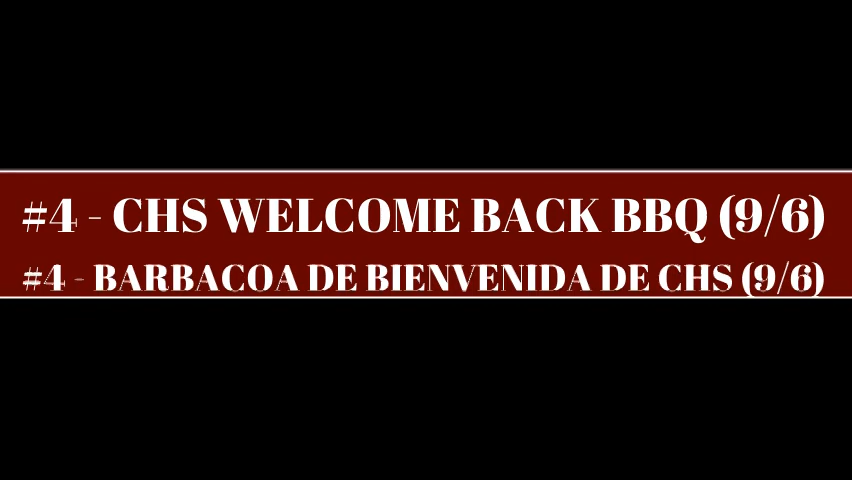 #4 - CHS WELCOME BACK BBQ (9/6)
#4 - BARBACOA DE BIENVENIDA DE CHS (9/6)